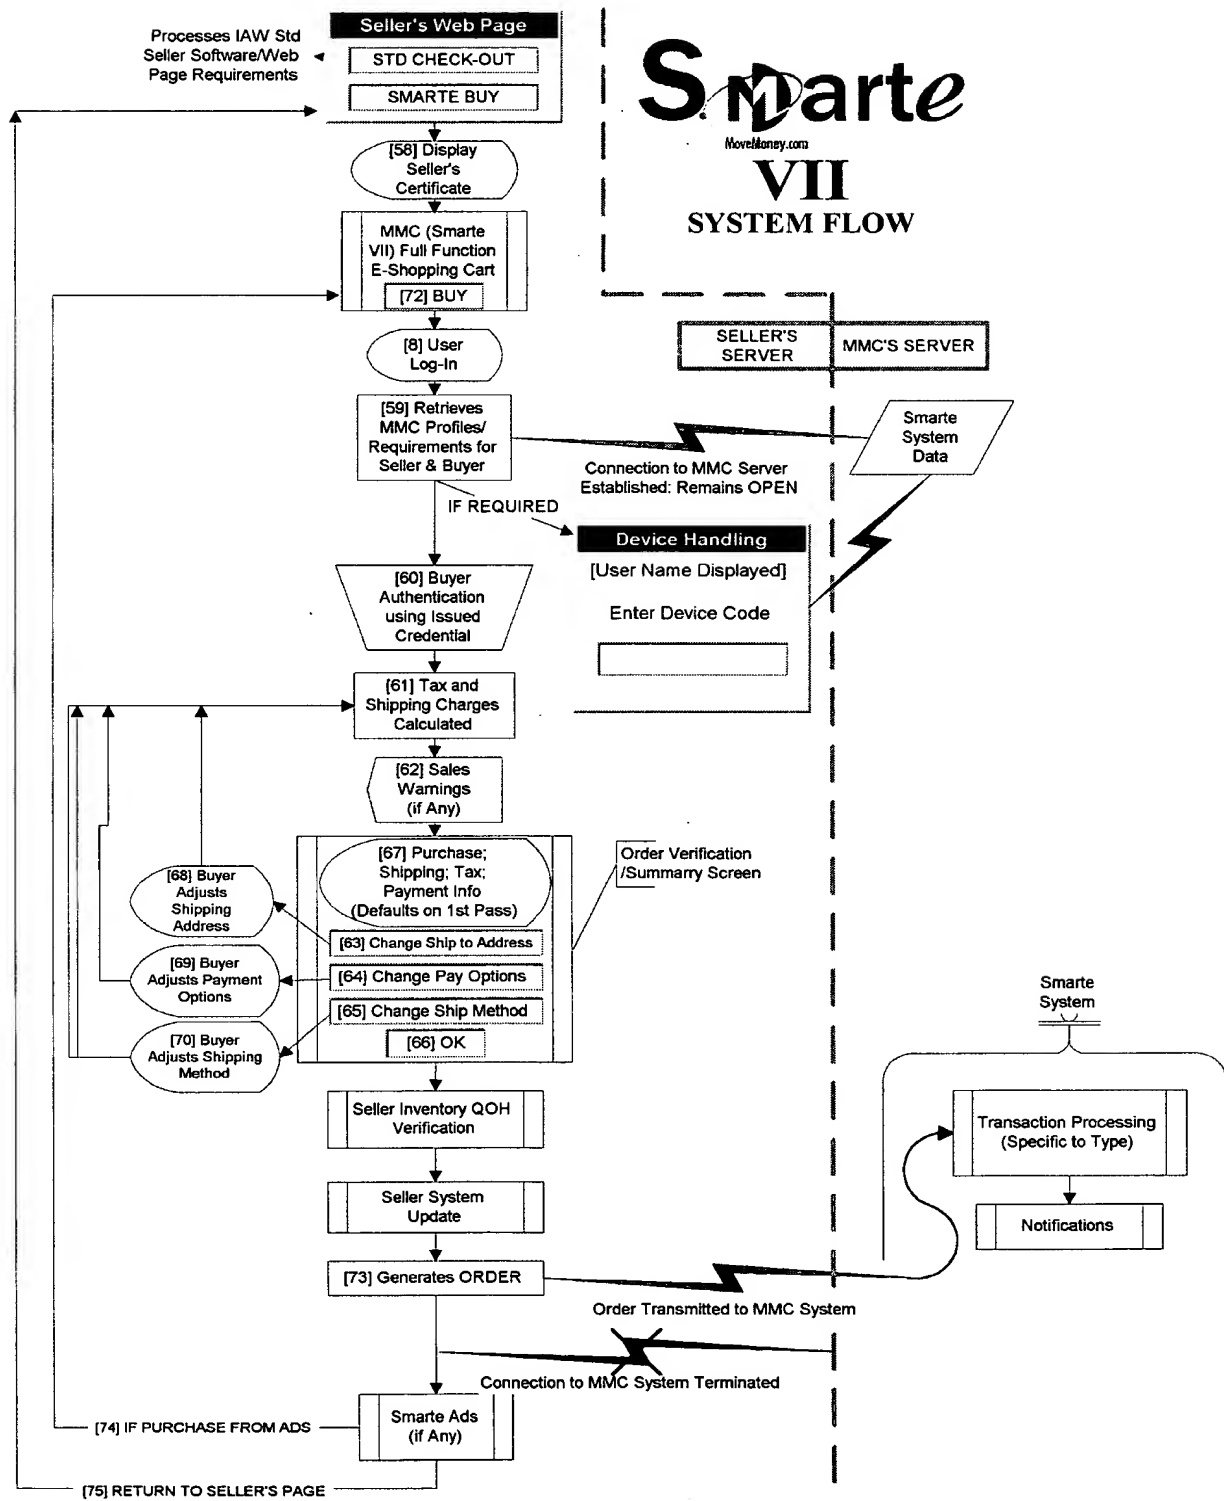 Processes IAW Std
Seller Software/Web
Page Requirements
Seller's Web Page
STD CHECK-OUT
SMARTE BUY
Smarte
MoveMoney.com
VII
SYSTEM FLOW
[58] Display
Seller's
Certificate
MMC (Smarte
VII) Full Function
E-Shopping Cart
[72] BUY
[8] User
Log-In
SELLER'S
SERVER
MMC'S SERVER
[59] Retrieves
MMC Profiles/
Requirements for
Seller & Buyer
Smarte
System
Data
Connection to MMC Server
Established: Remains OPEN
IF REQUIRED
Device Handling
[User Name Displayed]
Enter Device Code
[60] Buyer
Authentication
using Issued
Credential
[61] Tax and
Shipping Charges
Calculated
[62] Sales
Warnings
(if Any)
[67] Purchase;
Shipping; Tax;
Payment Info
(Defaults on 1st Pass)
Order Verification
/Summarry Screen
[68] Buyer
Adjusts
Shipping
Address
[63] Change Ship to Address
[69] Buyer
Adjusts Payment
Options
[64] Change Pay Options
[65] Change Ship Method
[70] Buyer
Adjusts Shipping
Method
[66] OK
Smarte
System
Seller Inventory QOH
Verification
Transaction Processing
(Specific to Type)
Seller System
Update
Notifications
[73] Generates ORDER
Order Transmitted to MMC System
Connection to MMC System Terminated
Smarte Ads
(if Any)
[74] IF PURCHASE FROM ADS
[75] RETURN TO SELLER'S PAGE